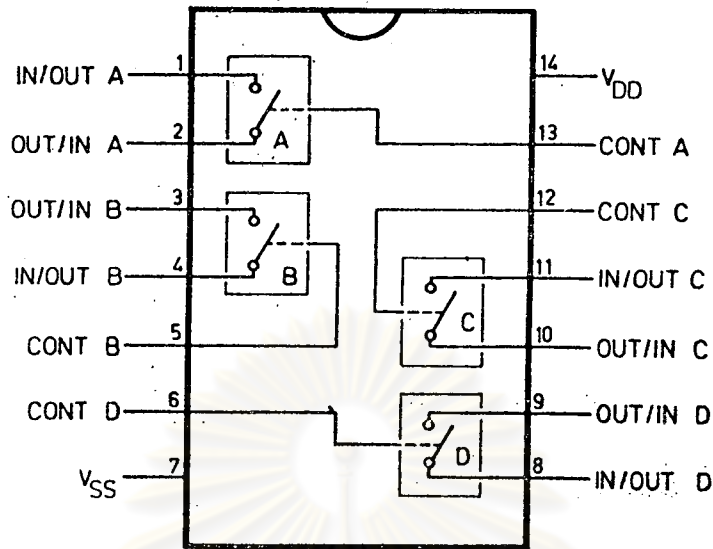 IN/OUT A 1
OUT/IN A 2
OUT/IN B 3
IN/OUT B 4
CONT B 5
CONT D 6
VSS 7
A
B
C
D
14 VDD
13 CONT A
12 CONT C
11 IN/OUT C
10 OUT/IN C
9 OUT/IN D
8 IN/OUT D